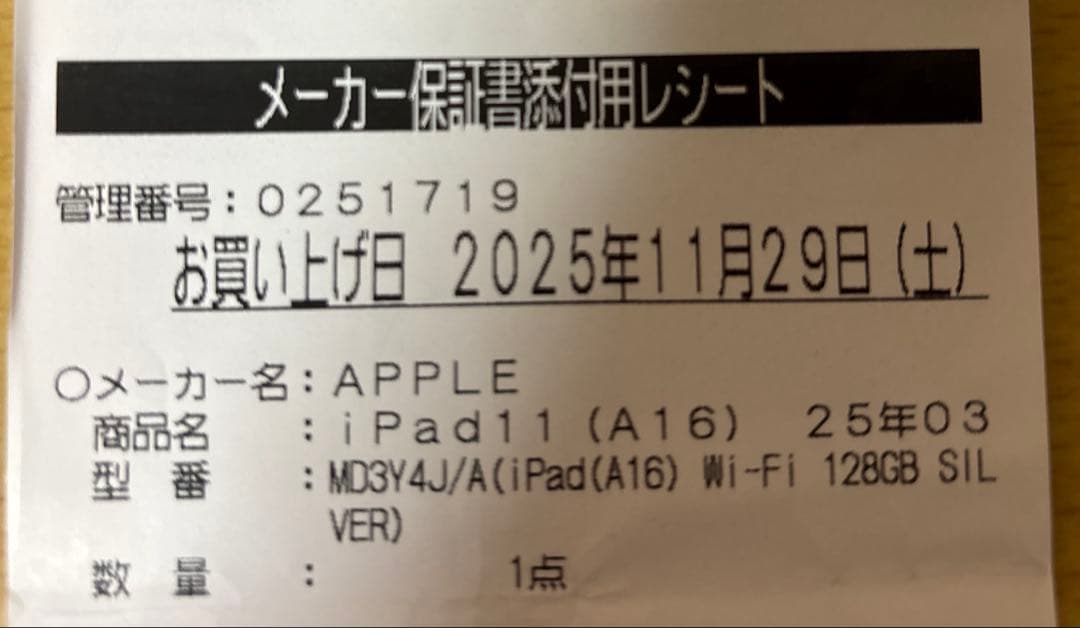 メーカー保証書添付用レシート
管理番号：０２５１７１９
お買い上げ日　２０２５年１１月２９日（土）
〇メーカー名：ＡＰＰＬＥ
商品名　　：ｉＰａｄ１１（Ａ１６）　２５年０３
型　番　　：MD3Y4J/A(iPad(A16) Wi-Fi 128GB SIL
VER)
数　量　　：　　　　　1点